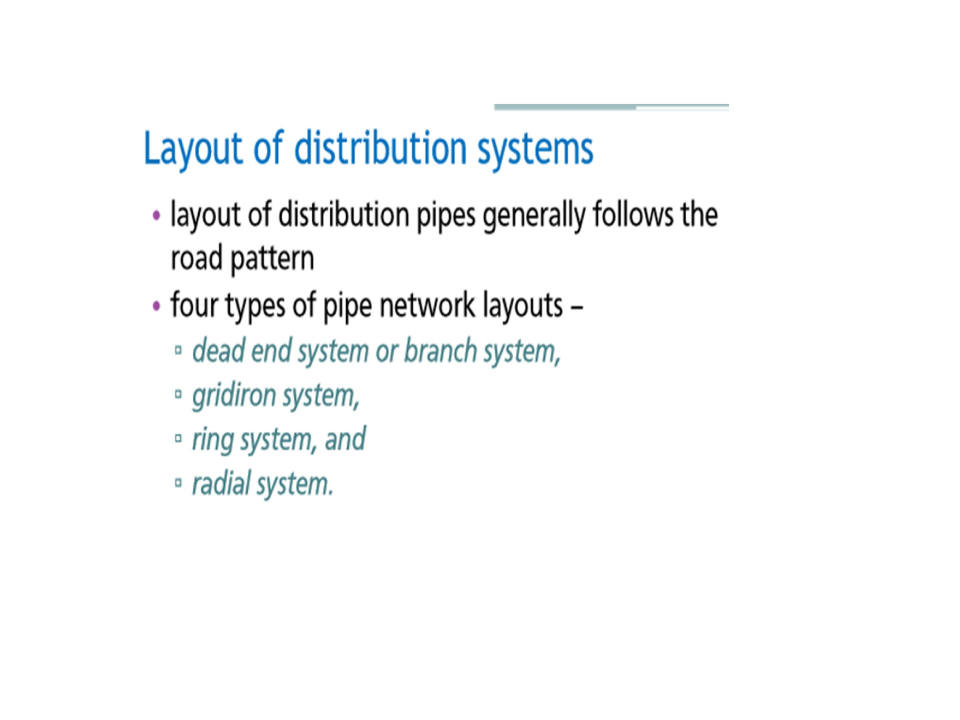 Layout of distribution systems
• layout of distribution pipes generally follows the
road pattern
• four types of pipe network layouts –
▫ dead end system or branch system,
▫ gridiron system,
▫ ring system, and
▫ radial system.